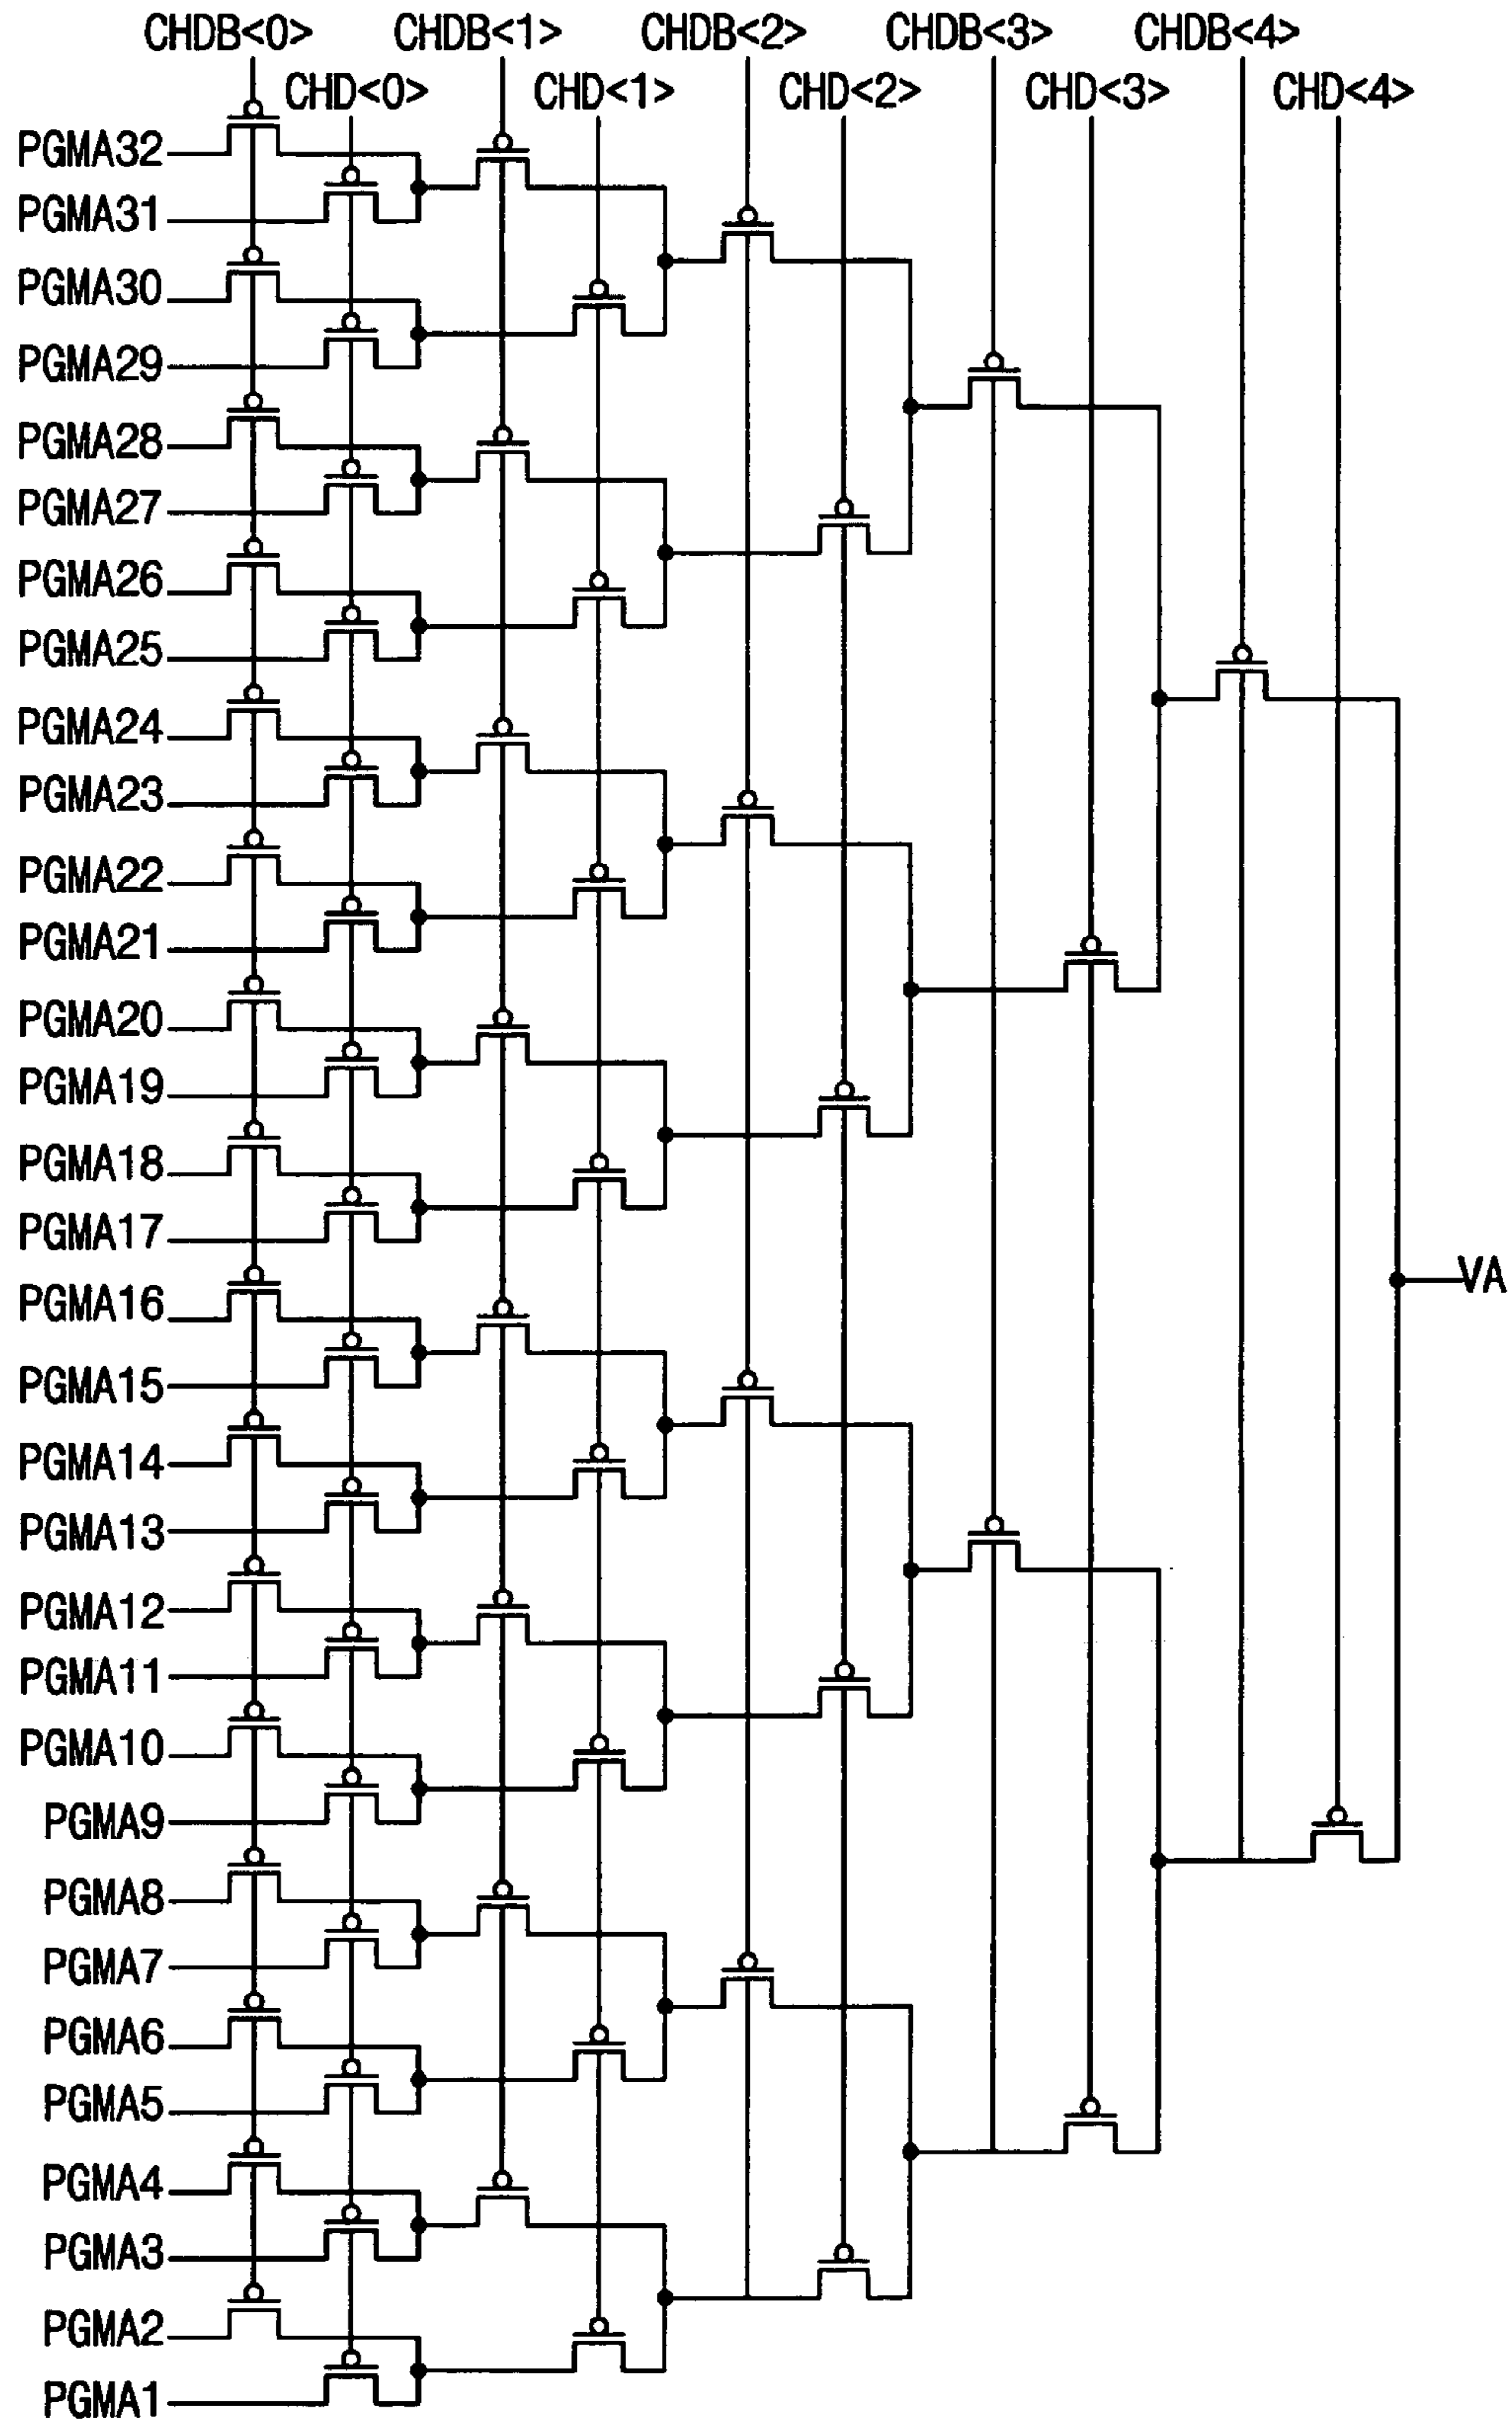 CHDB<0> CHDB<1> CHDB<2> CHDB<3> CHDB<4>
CHD<0> CHD<1> CHD<2> CHD<3> CHD<4>
PGMA32
PGMA31
PGMA30
PGMA29
PGMA28
PGMA27
PGMA26
PGMA25
PGMA24
PGMA23
PGMA22
PGMA21
PGMA20
PGMA19
PGMA18
PGMA17
VA
PGMA16
PGMA15
PGMA14
PGMA13
PGMA12
PGMA11
PGMA10
PGMA9
PGMA8
PGMA7
PGMA6
PGMA5
PGMA4
PGMA3
PGMA2
PGMA1